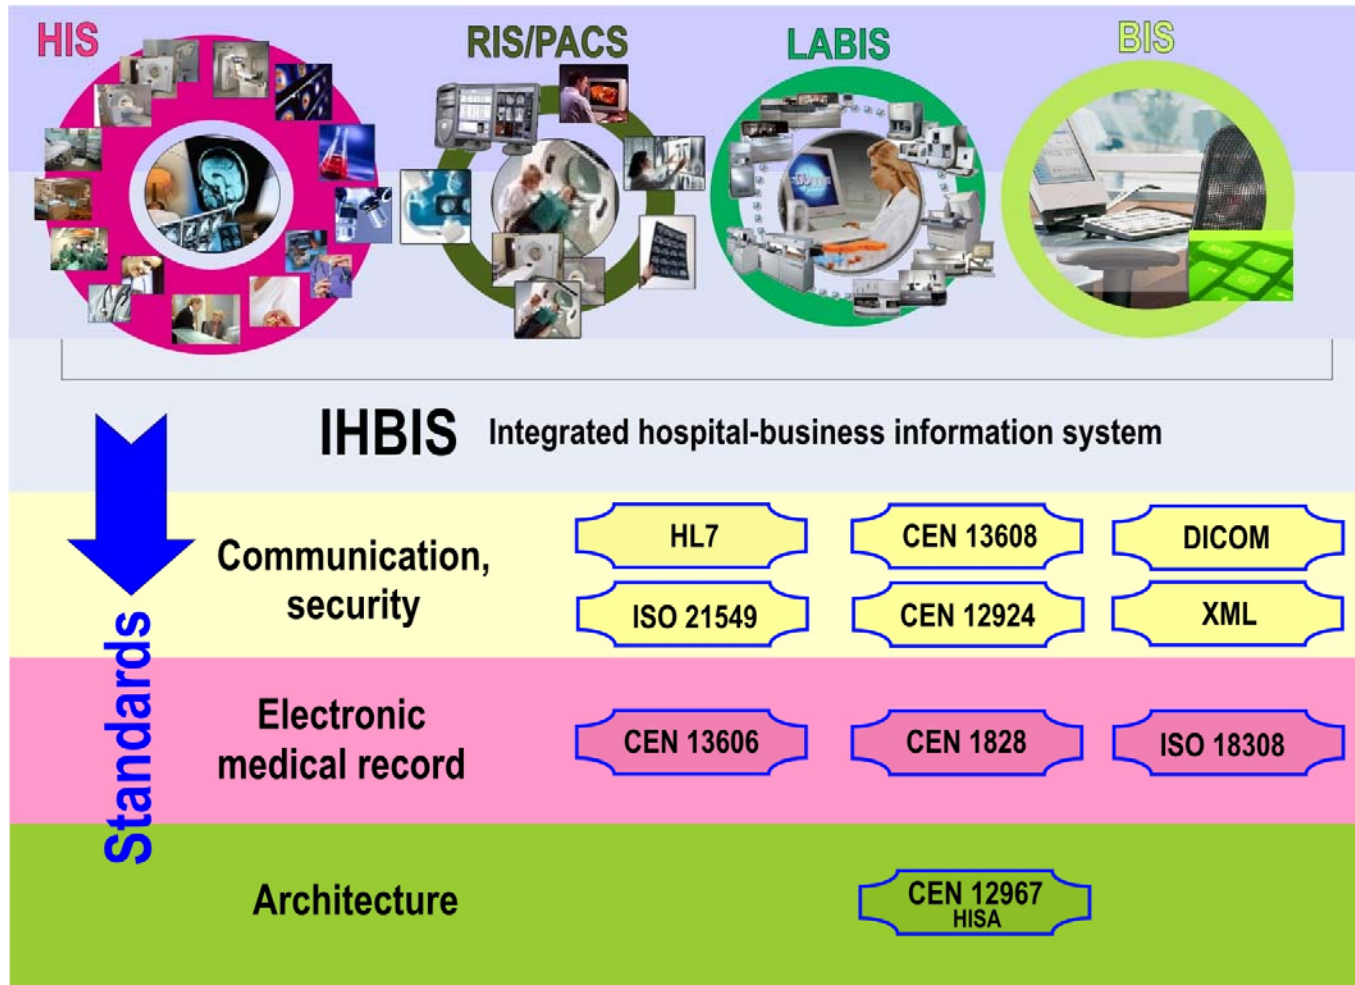 HIS
RIS/PACS
LABIS
BIS
IHBIS Integrated hospital-business information system
Standards
Communication,
security
HL7
CEN 13608
DICOM
ISO 21549
CEN 12924
XML
Electronic
medical record
CEN 13606
CEN 1828
ISO 18308
Architecture
CEN 12967
HISA